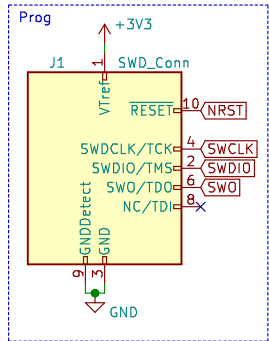 Prog
+3V3
J1 SWD_Conn
1
VTref
RESET 10 NRST
SWDCLK/TCK 4 SWCLK
SWDIO/TMS 2 SWDIO
SWO/TDO 6 SWO
NC/TDI 8
GNDDetect GND
9 3
GND